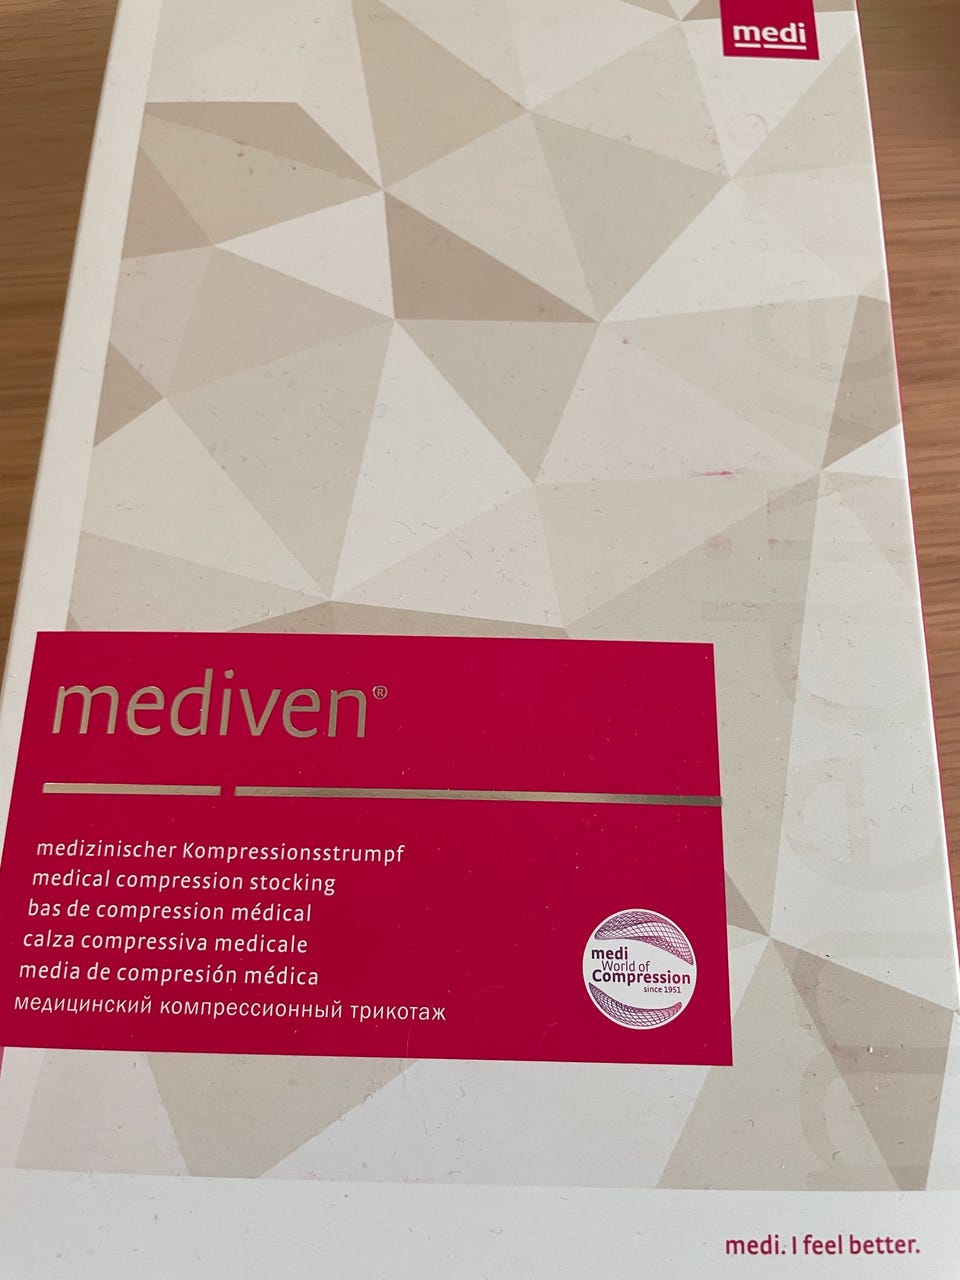 medi
mediven®
medizinischer Kompressionsstrumpf
medical compression stocking
bas de compression médical
calza compressiva medicale
media de compresión médica
медицинский компрессионный трикотаж
medi
World of
Compression
since 1951
medi. I feel better.